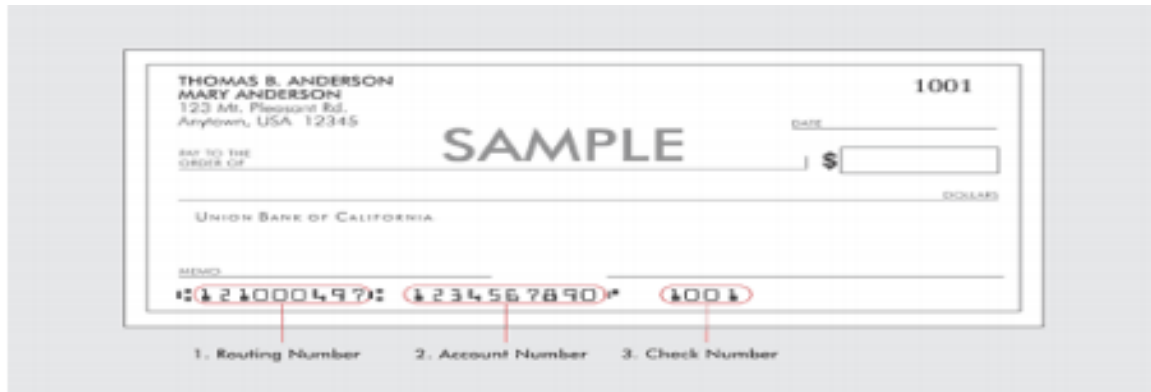 THOMAS B. ANDERSON
MARY ANDERSON
123 Mt. Pleasant Rd.
Anytown, USA 12345
1001
SAMPLE
DATE
PAY TO THE
ORDER OF
$
DOLLARS
UNION BANK OF CALIFORNIA
MEMO
⑆121000497⑆ 1234567890⑈ 1001
1. Routing Number 2. Account Number 3. Check Number